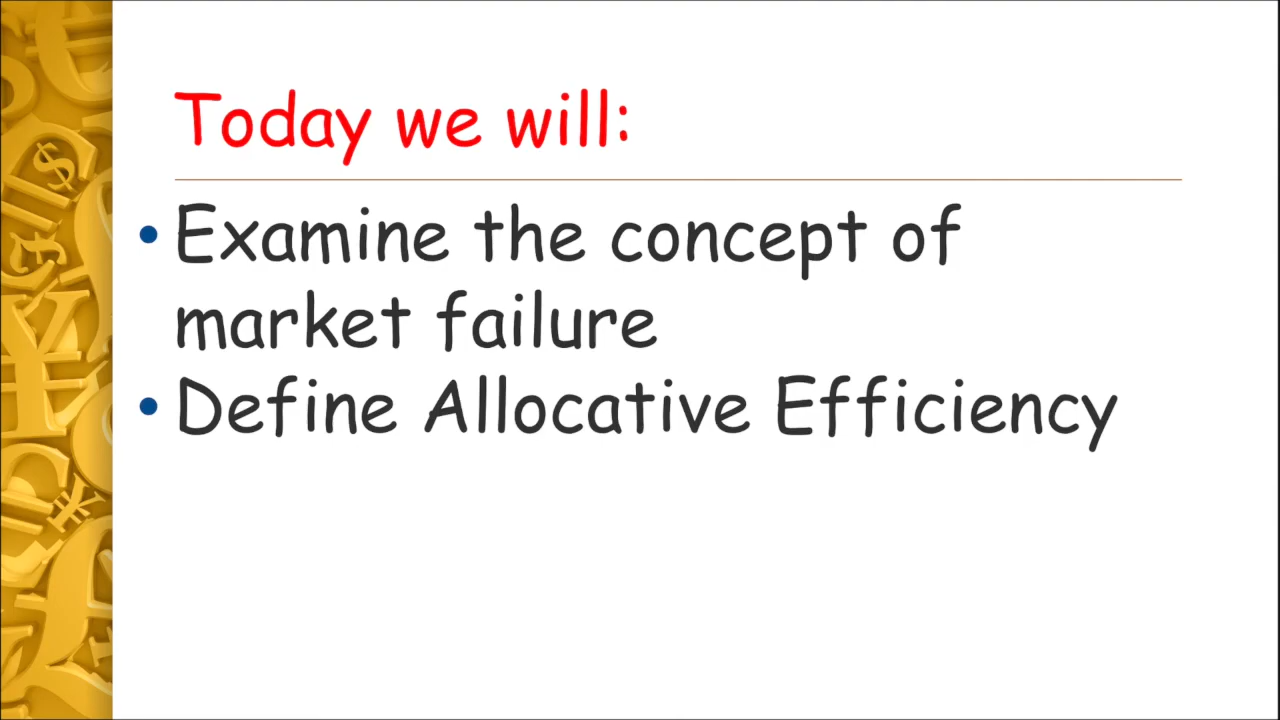 Today we will:
• Examine the concept of
market failure
• Define Allocative Efficiency